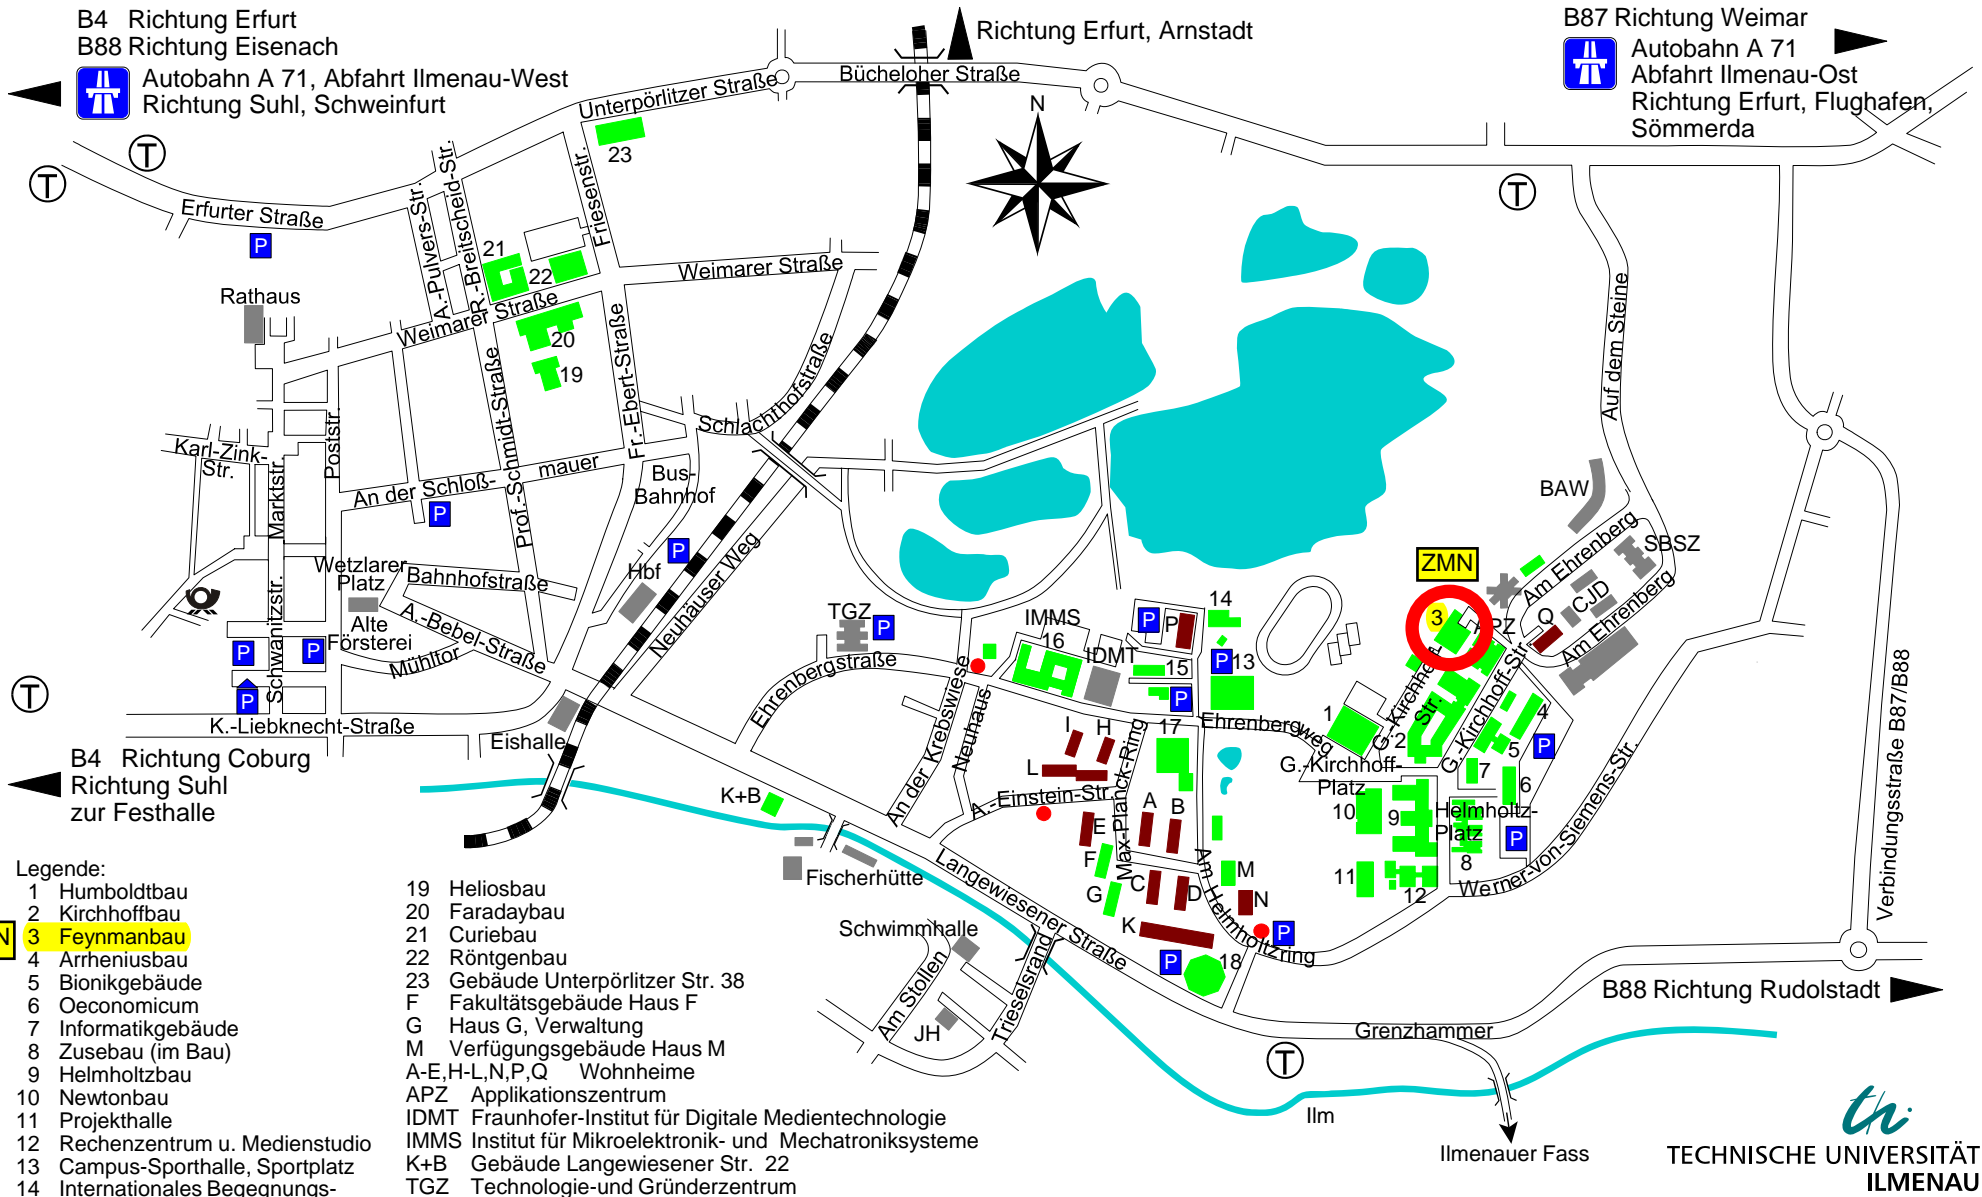 B4 Richtung Erfurt
B88 Richtung Eisenach
Autobahn A 71, Abfahrt Ilmenau-West
Richtung Suhl, Schweinfurt
Richtung Erfurt, Arnstadt
B87 Richtung Weimar
Autobahn A 71
Abfahrt Ilmenau-Ost
Richtung Erfurt, Flughafen,
Sömmerda
Bücheloher Straße
Unterpörlitzer Straße
23
N
T
T
T
Erfurter Straße
P
A.-Pulvers-Str.
R.-Breitscheid-Str.
Friesenstr.
21
22
Weimarer Straße
Weimarer Straße
Rathaus
20
19
Prof.-Schmidt-Straße
Fr.-Ebert-Straße
Schlachthofstraße
Auf dem Steine
Karl-Zink-
Str.
Marktstr.
Poststr.
An der Schloß-
mauer
P
Bus-
Bahnhof
P
BAW
SBSZ
Am Ehrenberg
CJD
Am Ehrenberg
Q
ZMN
3
APZ
Wetzlarer
Platz
Bahnhofstraße
Hbf
Neuhäuser Weg
Alte
Försterei
A.-Bebel-Straße
Mühltor
Schwanitzstr.
P
P
P
T
K.-Liebknecht-Straße
Eishalle
TGZ
P
Ehrenbergstraße
IMMS
16
IDMT
P
P
14
15
P
13
P
17
Ehrenbergweg
An der Krebswiese
Neuhaus
I
H
L
Max-Planck-Ring
1
G.-Kirchhoff-
Str.
G.-Kirchhoff-Str.
2
G.-Kirchhoff-
Platz
4
5
P
7
6
10
9
Helmholtz-
Platz
P
8
11
12
Werner-von-Siemens-Str.
Verbindungsstraße B87/B88
B4 Richtung Coburg
Richtung Suhl
zur Festhalle
K+B
A.-Einstein-Str.
A
B
E
F
C
D
G
K
M
N
Am Helmholtzring
P
P
18
Langewiesener Straße
Fischerhütte
Schwimmhalle
Am Stollen
Trieselsrand
JH
B88 Richtung Rudolstadt
Grenzhammer
T
Ilm
Ilmenauer Fass
Legende:
1 Humboldtbau
2 Kirchhoffbau
N 3 Feynmanbau
4 Arrheniusbau
5 Bionikgebäude
6 Oeconomicum
7 Informatikgebäude
8 Zusebau (im Bau)
9 Helmholtzbau
10 Newtonbau
11 Projekthalle
12 Rechenzentrum u. Medienstudio
13 Campus-Sporthalle, Sportplatz
14 Internationales Begegnungs-
19 Heliosbau
20 Faradaybau
21 Curiebau
22 Röntgenbau
23 Gebäude Unterpörlitzer Str. 38
F Fakultätsgebäude Haus F
G Haus G, Verwaltung
M Verfügungsgebäude Haus M
A-E,H-L,N,P,Q Wohnheime
APZ Applikationszentrum
IDMT Fraunhofer-Institut für Digitale Medientechnologie
IMMS Institut für Mikroelektronik- und Mechatroniksysteme
K+B Gebäude Langewiesener Str. 22
TGZ Technologie-und Gründerzentrum
th
TECHNISCHE UNIVERSITÄT
ILMENAU